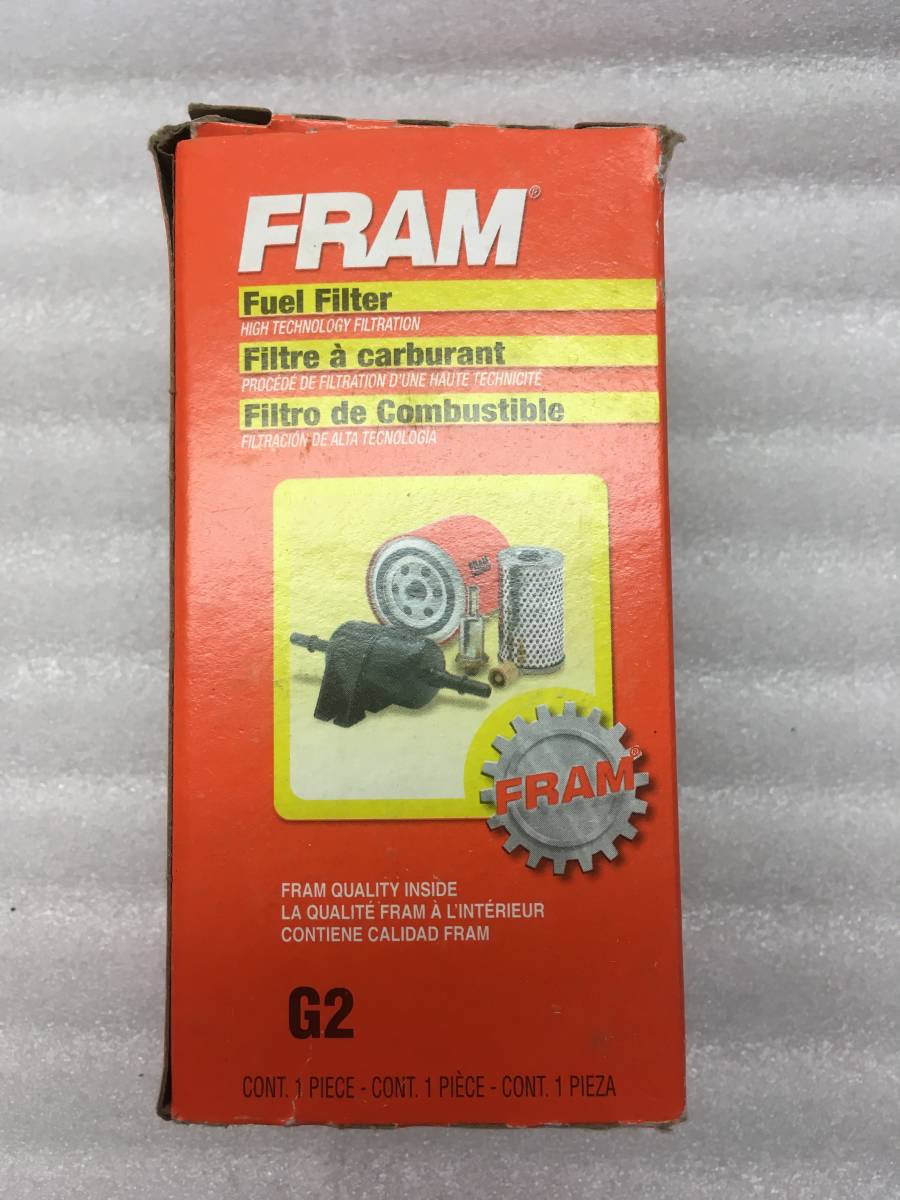 FRAM®
Fuel Filter
HIGH TECHNOLOGY FILTRATION
Filtre à carburant
PROCÉDÉ DE FILTRATION D'UNE HAUTE TECHNICITÉ
Filtro de Combustible
FILTRACIÓN DE ALTA TECNOLOGÍA
FRAM
FRAM®
FRAM QUALITY INSIDE
LA QUALITÉ FRAM À L'INTÉRIEUR
CONTIENE CALIDAD FRAM
G2
CONT. 1 PIECE - CONT. 1 PIÈCE - CONT. 1 PIEZA